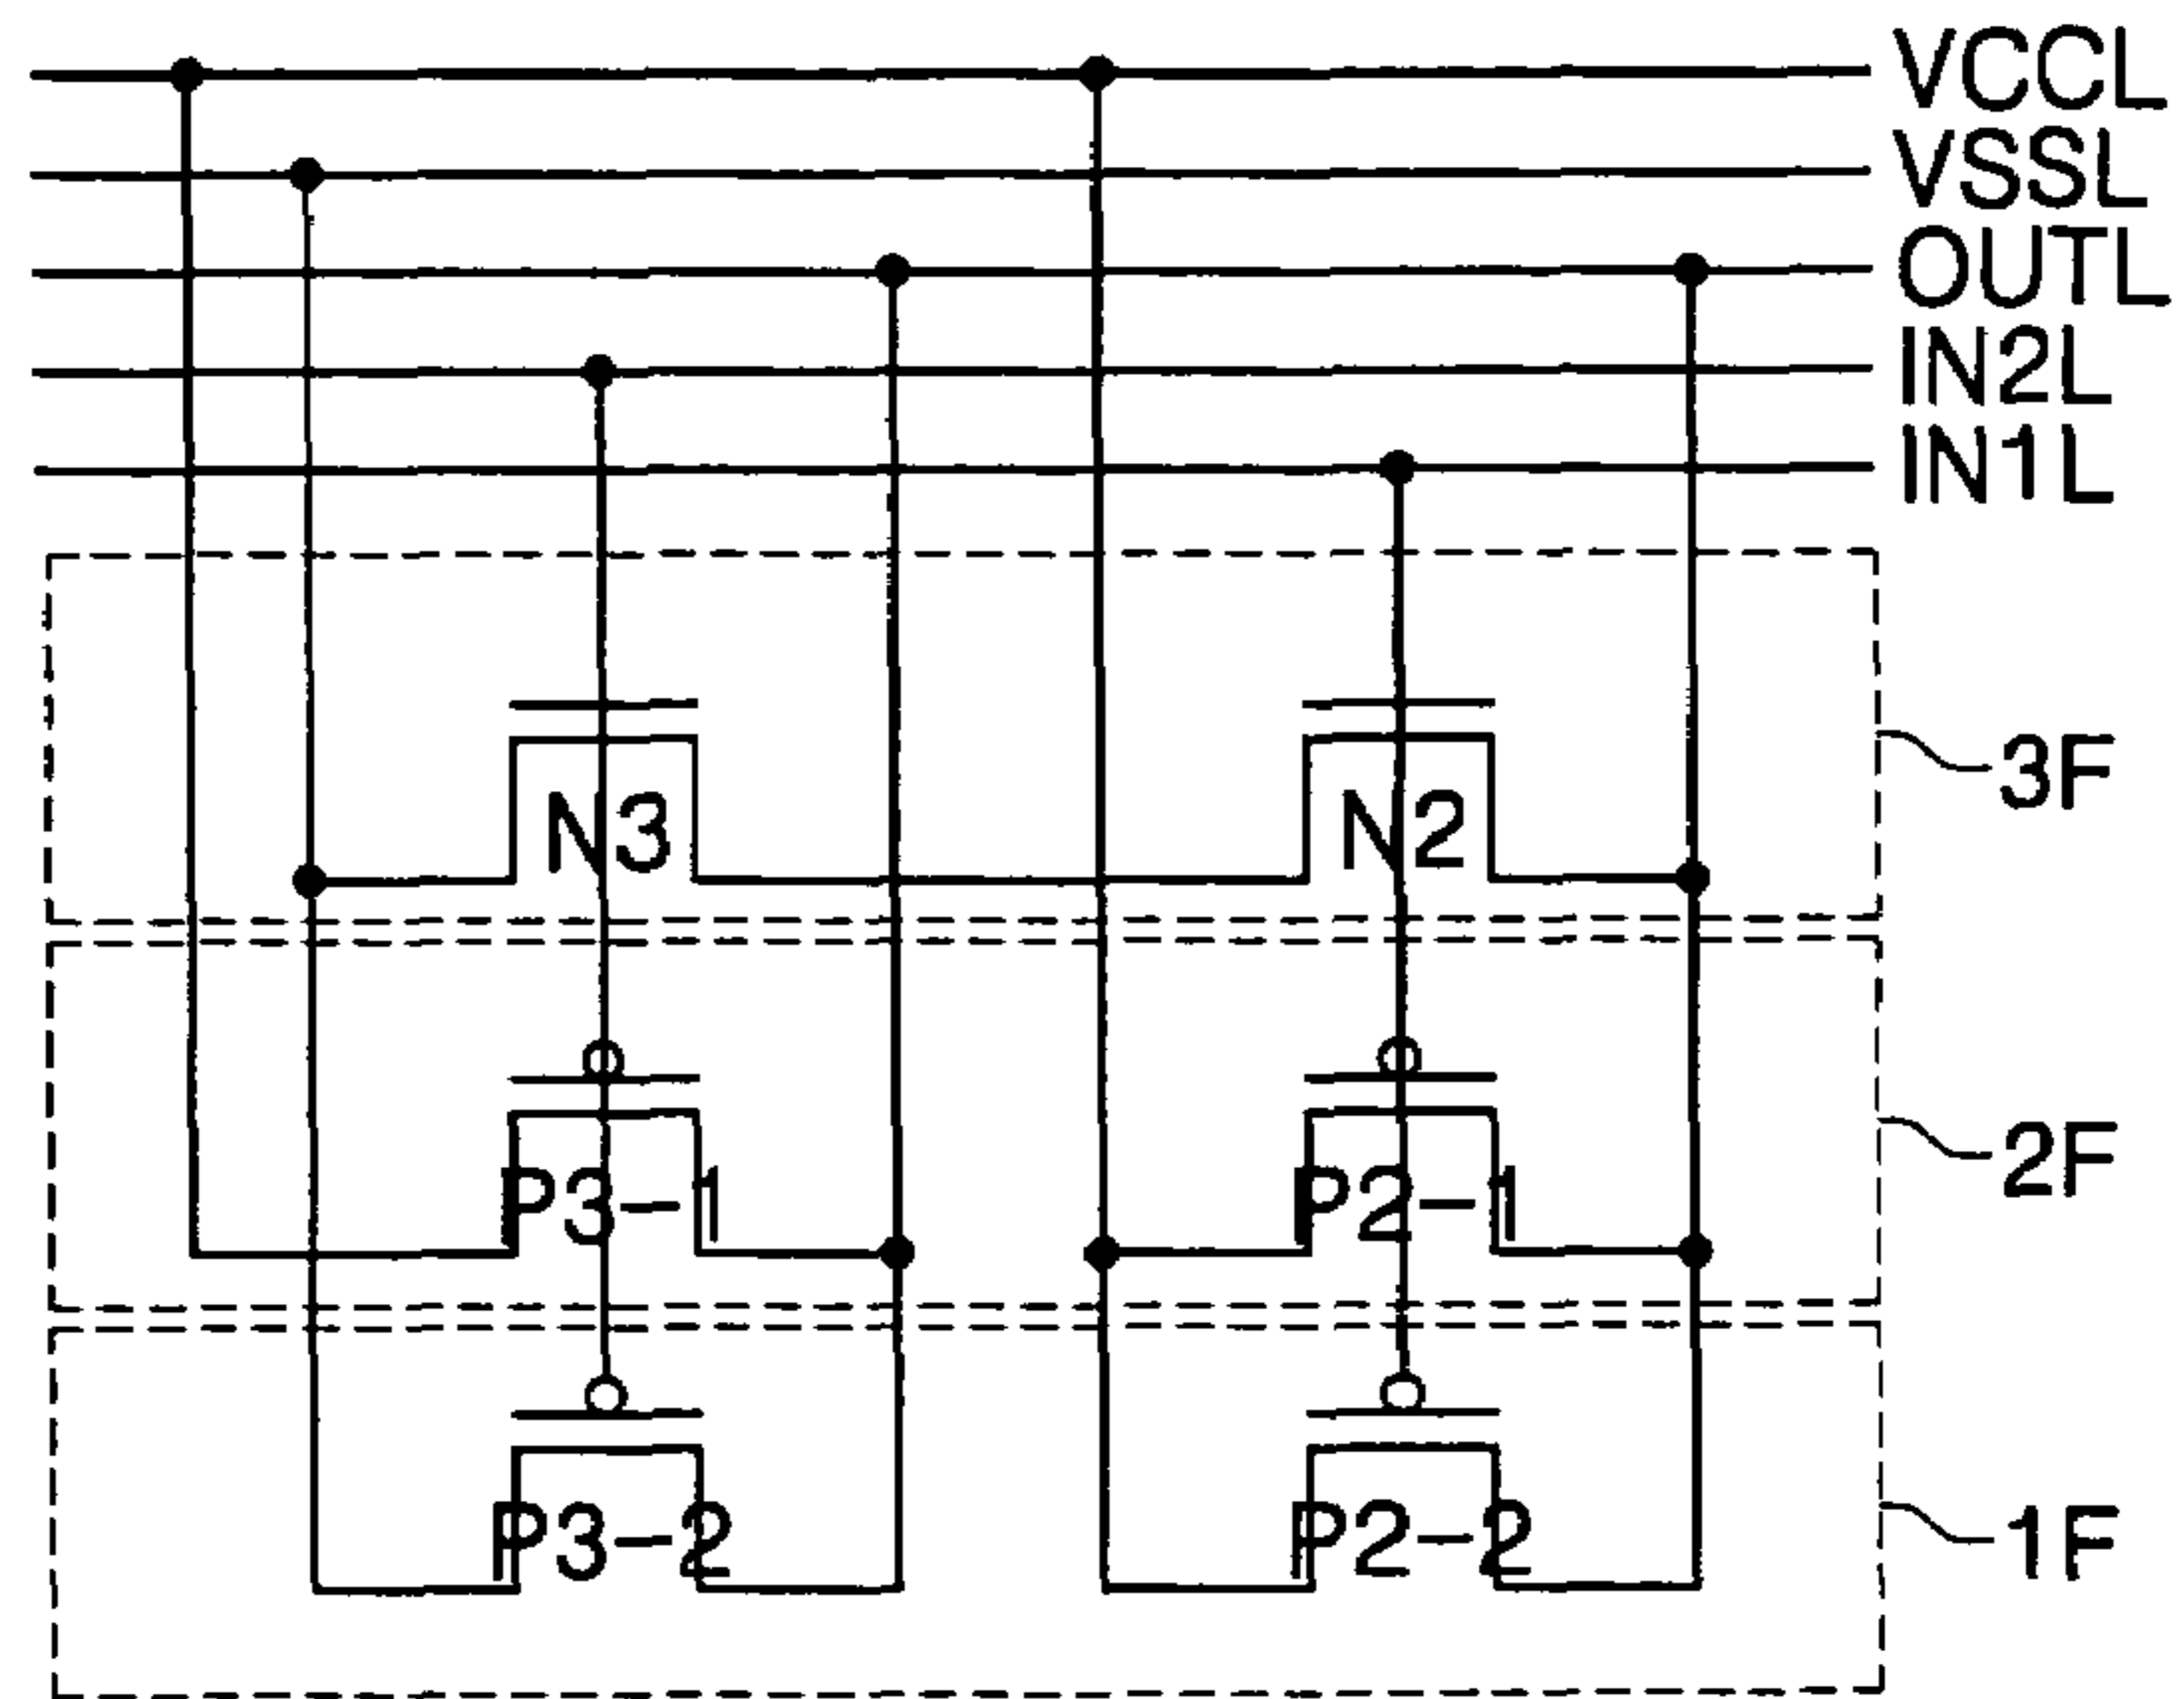 VCCL
VSSL
OUTL
IN2L
IN1L
N3 N2 3F
P3-1 P2-1 2F
P3-2 P2-2 1F